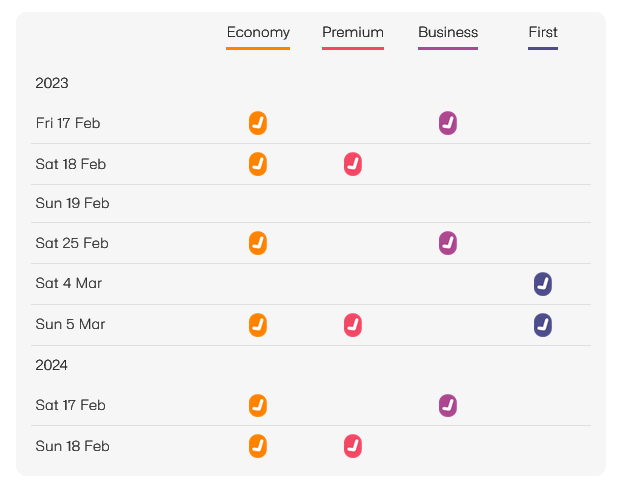 Economy Premium Business First
2023
Fri 17 Feb
Sat 18 Feb
Sun 19 Feb
Sat 25 Feb
Sat 4 Mar
Sun 5 Mar
2024
Sat 17 Feb
Sun 18 Feb